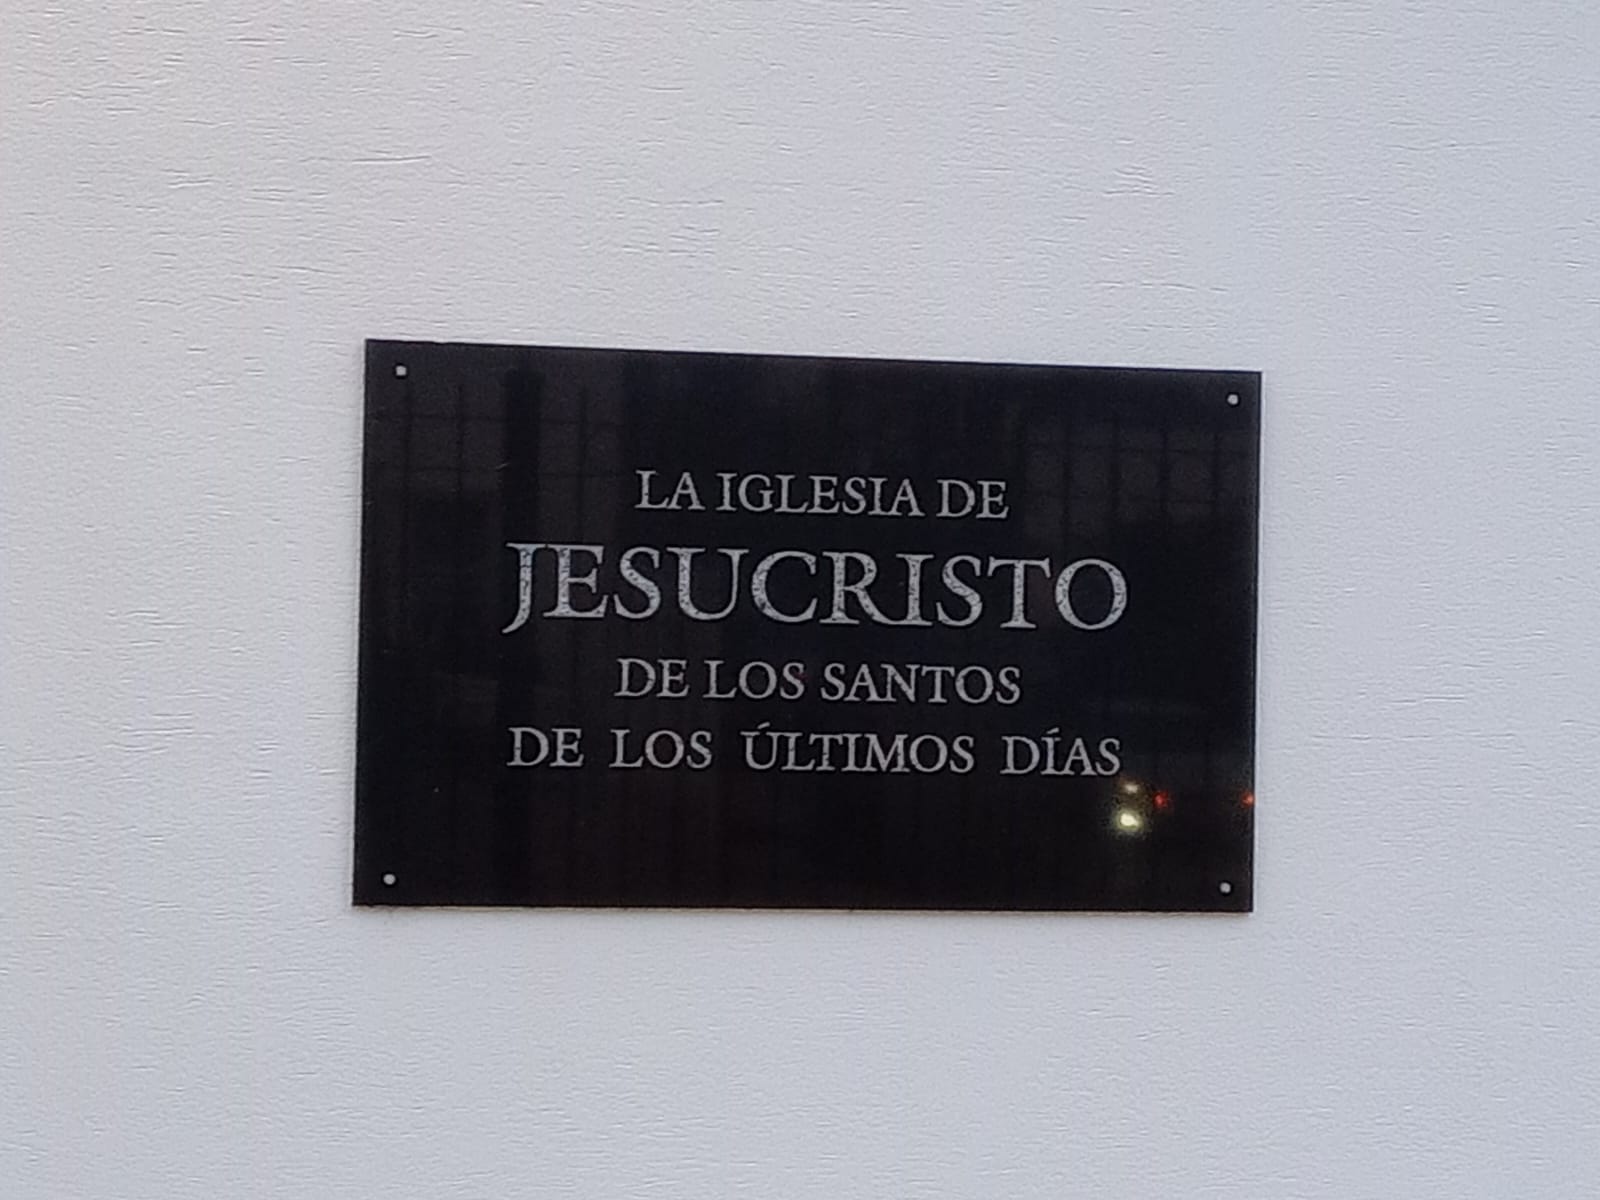 LA IGLESIA DE
JESUCRISTO
DE LOS SANTOS
DE LOS ÚLTIMOS DÍAS